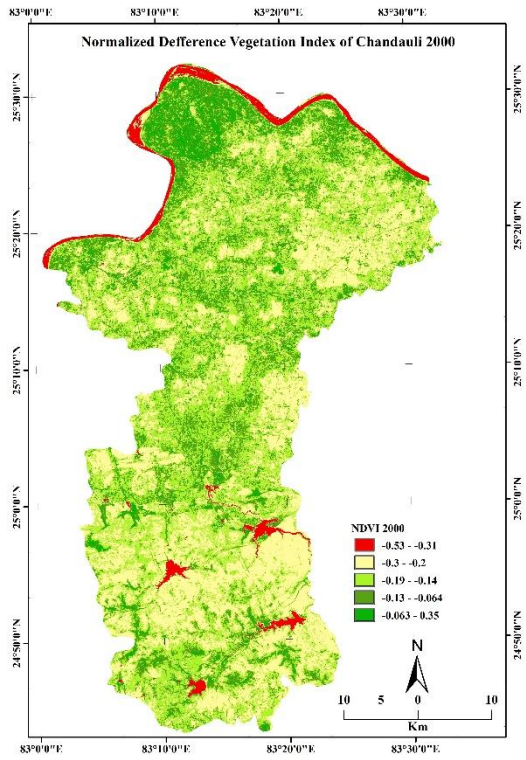 83°0'0"E 83°10'0"E 83°20'0"E 83°30'0"E
Normalized Defference Vegetation Index of Chandauli 2000
25°30'0"N
25°30'0"N
25°20'0"N
25°20'0"N
25°10'0"N
25°10'0"N
25°0'0"N
25°0'0"N
24°50'0"N
24°50'0"N
NDVI 2000
-0.53 - -0.31
-0.3 - -0.2
-0.19 - -0.14
-0.13 - -0.064
-0.063 - 0.35
N
10 5 0 10
Km
83°0'0"E 83°10'0"E 83°20'0"E 83°30'0"E